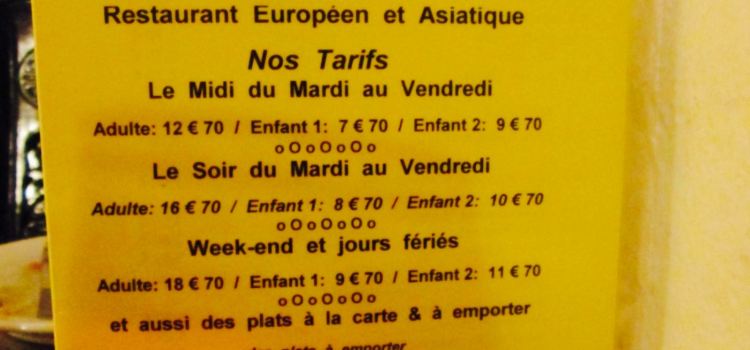 Restaurant Européen et Asiatique
Nos Tarifs
Le Midi du Mardi au Vendredi
Adulte: 12 € 70 / Enfant 1: 7 € 70 / Enfant 2: 9 € 70
oOoOoOo
Le Soir du Mardi au Vendredi
Adulte: 16 € 70 / Enfant 1: 8 € 70 / Enfant 2: 10 € 70
oOoOoOo
Week-end et jours fériés
Adulte: 18 € 70 / Enfant 1: 9 € 70 / Enfant 2: 11 € 70
oOoOoOo
et aussi des plats à la carte & à emporter
plats à emporter